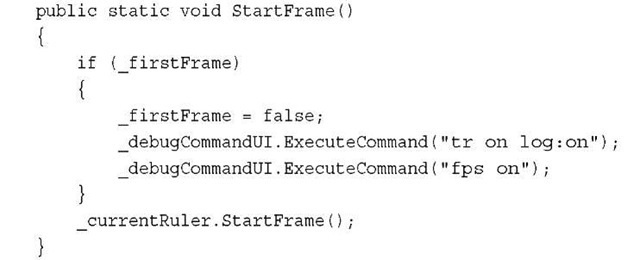 public static void StartFrame()
{
if (_firstFrame)
{
_firstFrame = false;
_debugCommandUI.ExecuteCommand("tr on log:on");
_debugCommandUI.ExecuteCommand("fps on");
}
_currentRuler.StartFrame();
}